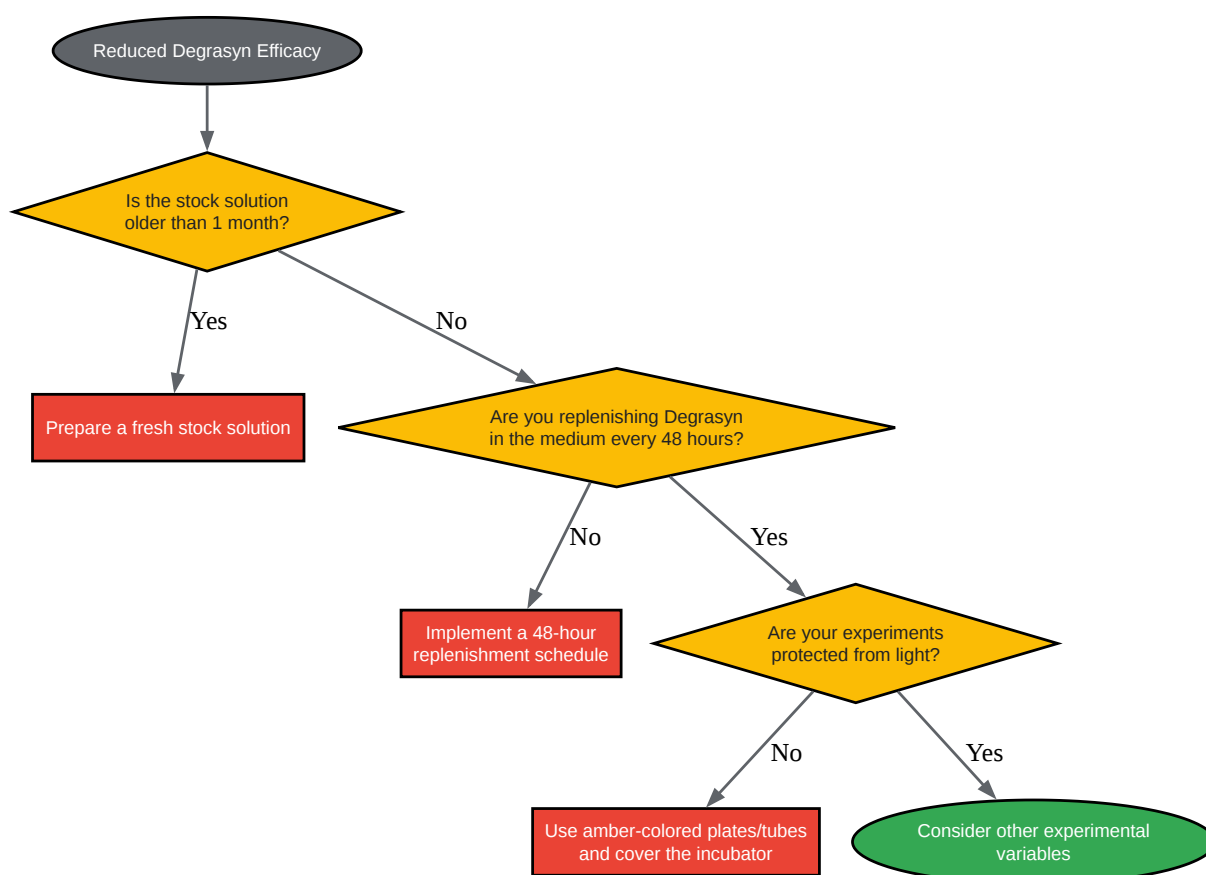 Reduced Degrasyn Efficacy
Is the stock solution
older than 1 month?
Yes
No
Prepare a fresh stock solution
Are you replenishing Degrasyn
in the medium every 48 hours?
No
Yes
Implement a 48-hour
replenishment schedule
Are your experiments
protected from light?
No
Yes
Use amber-colored plates/tubes
and cover the incubator
Consider other experimental
variables